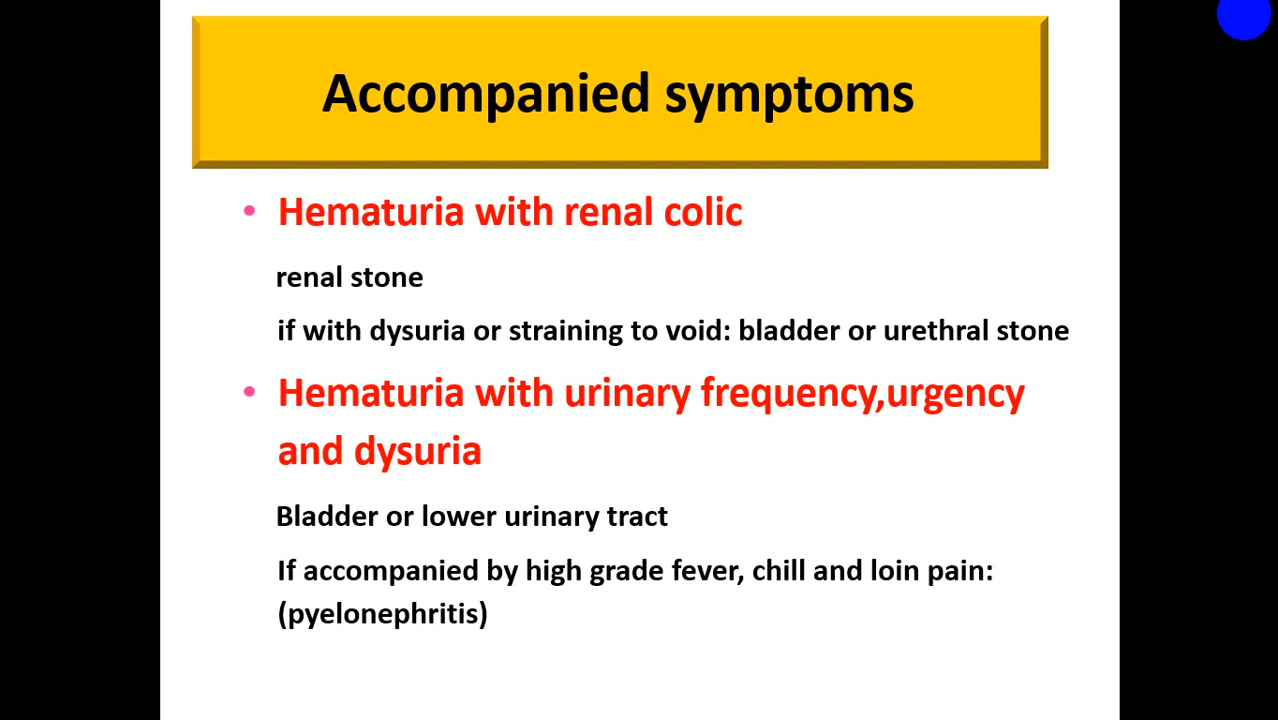 Accompanied symptoms
• Hematuria with renal colic
renal stone
if with dysuria or straining to void: bladder or urethral stone
• Hematuria with urinary frequency,urgency
and dysuria
Bladder or lower urinary tract
If accompanied by high grade fever, chill and loin pain:
(pyelonephritis)